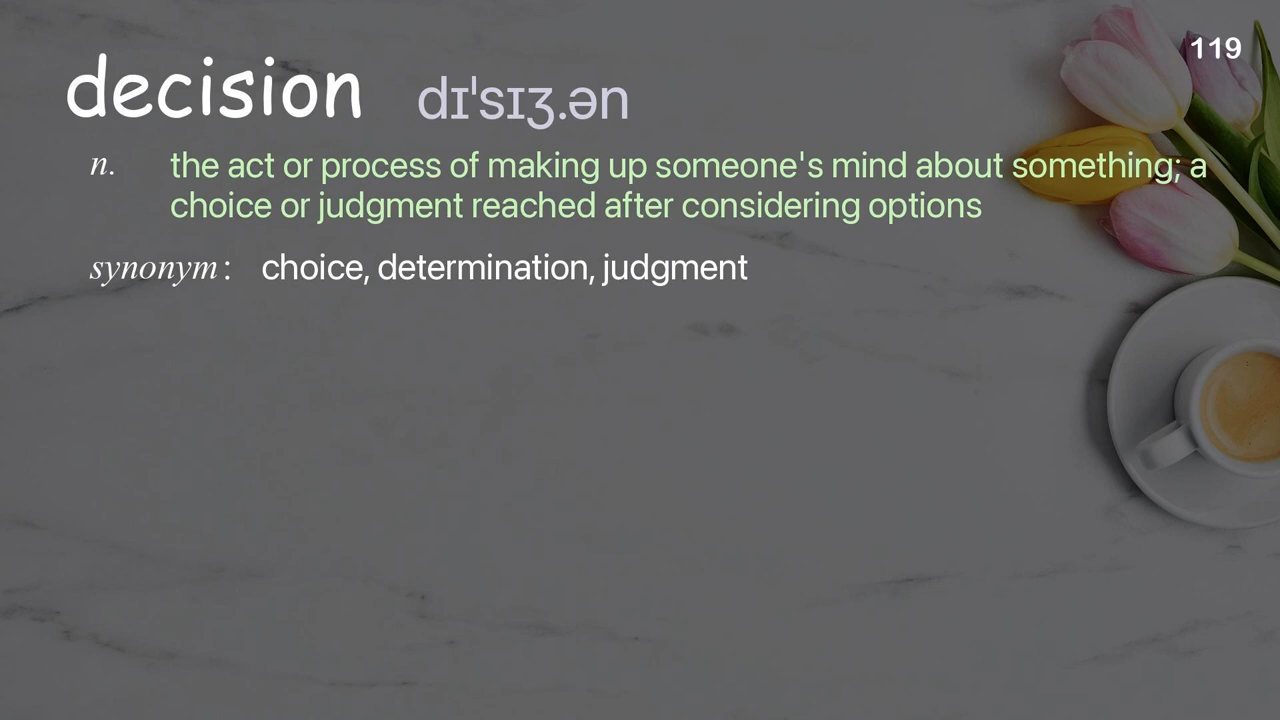 119
decision dɪˈsɪʒ.ən
n. the act or process of making up someone's mind about something; a
choice or judgment reached after considering options
synonym: choice, determination, judgment